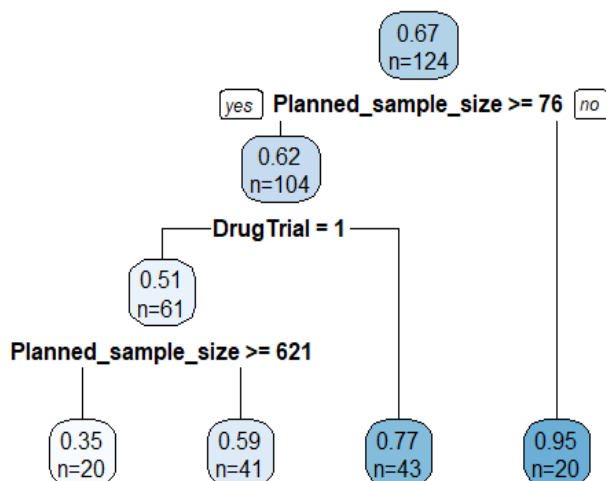 0.67
n=124
yes Planned_sample_size >= 76 no
0.62
n=104
DrugTrial = 1
0.51
n=61
Planned_sample_size >= 621
0.35
n=20
0.59
n=41
0.77
n=43
0.95
n=20